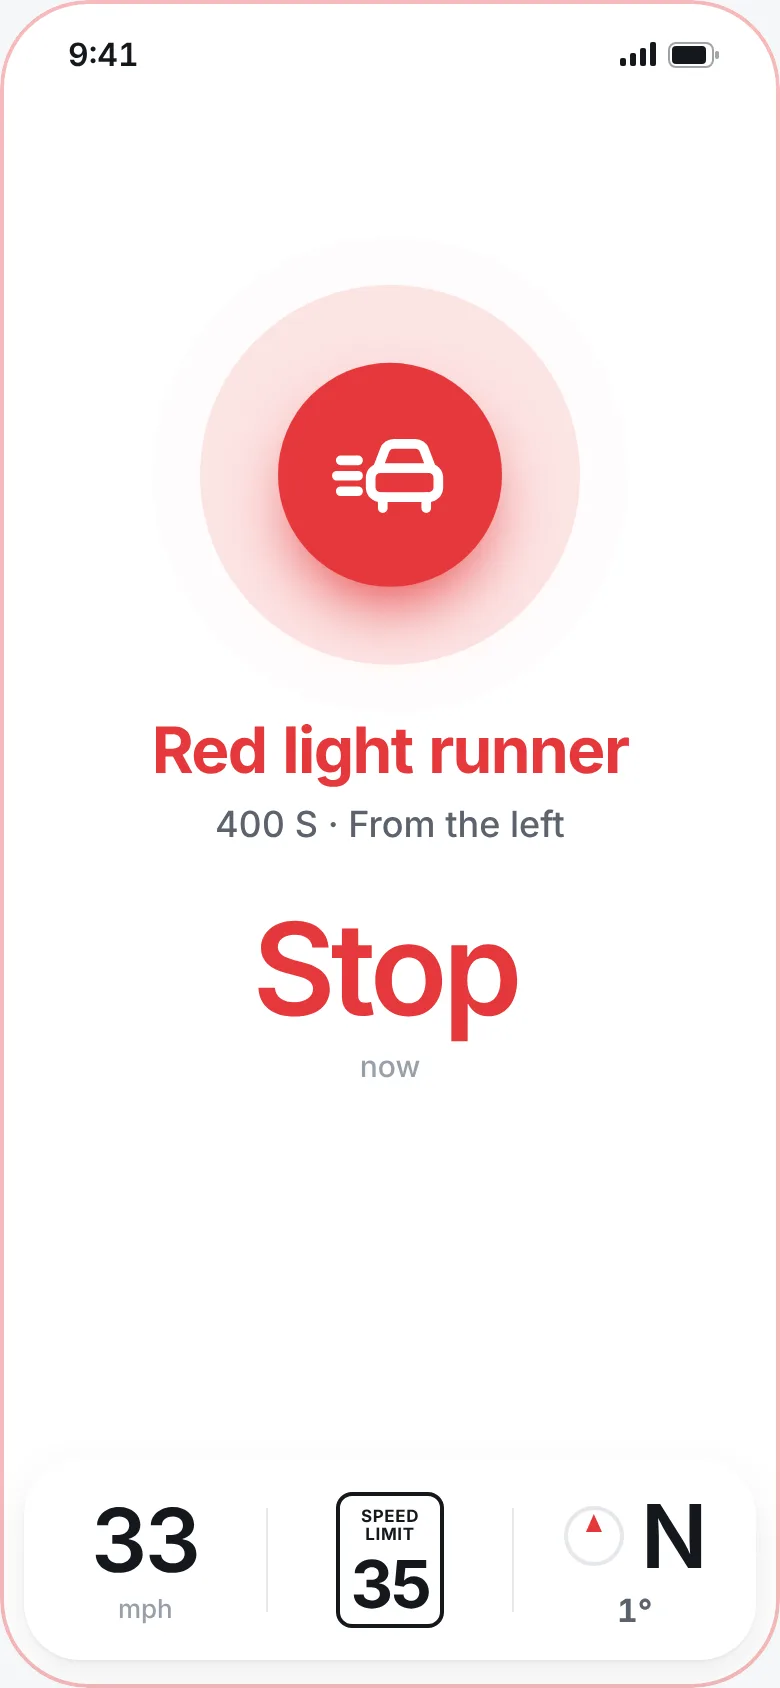 9:41
Red light runner
400 S · From the left
Stop
now
33
mph
SPEED
LIMIT
35
N
1°